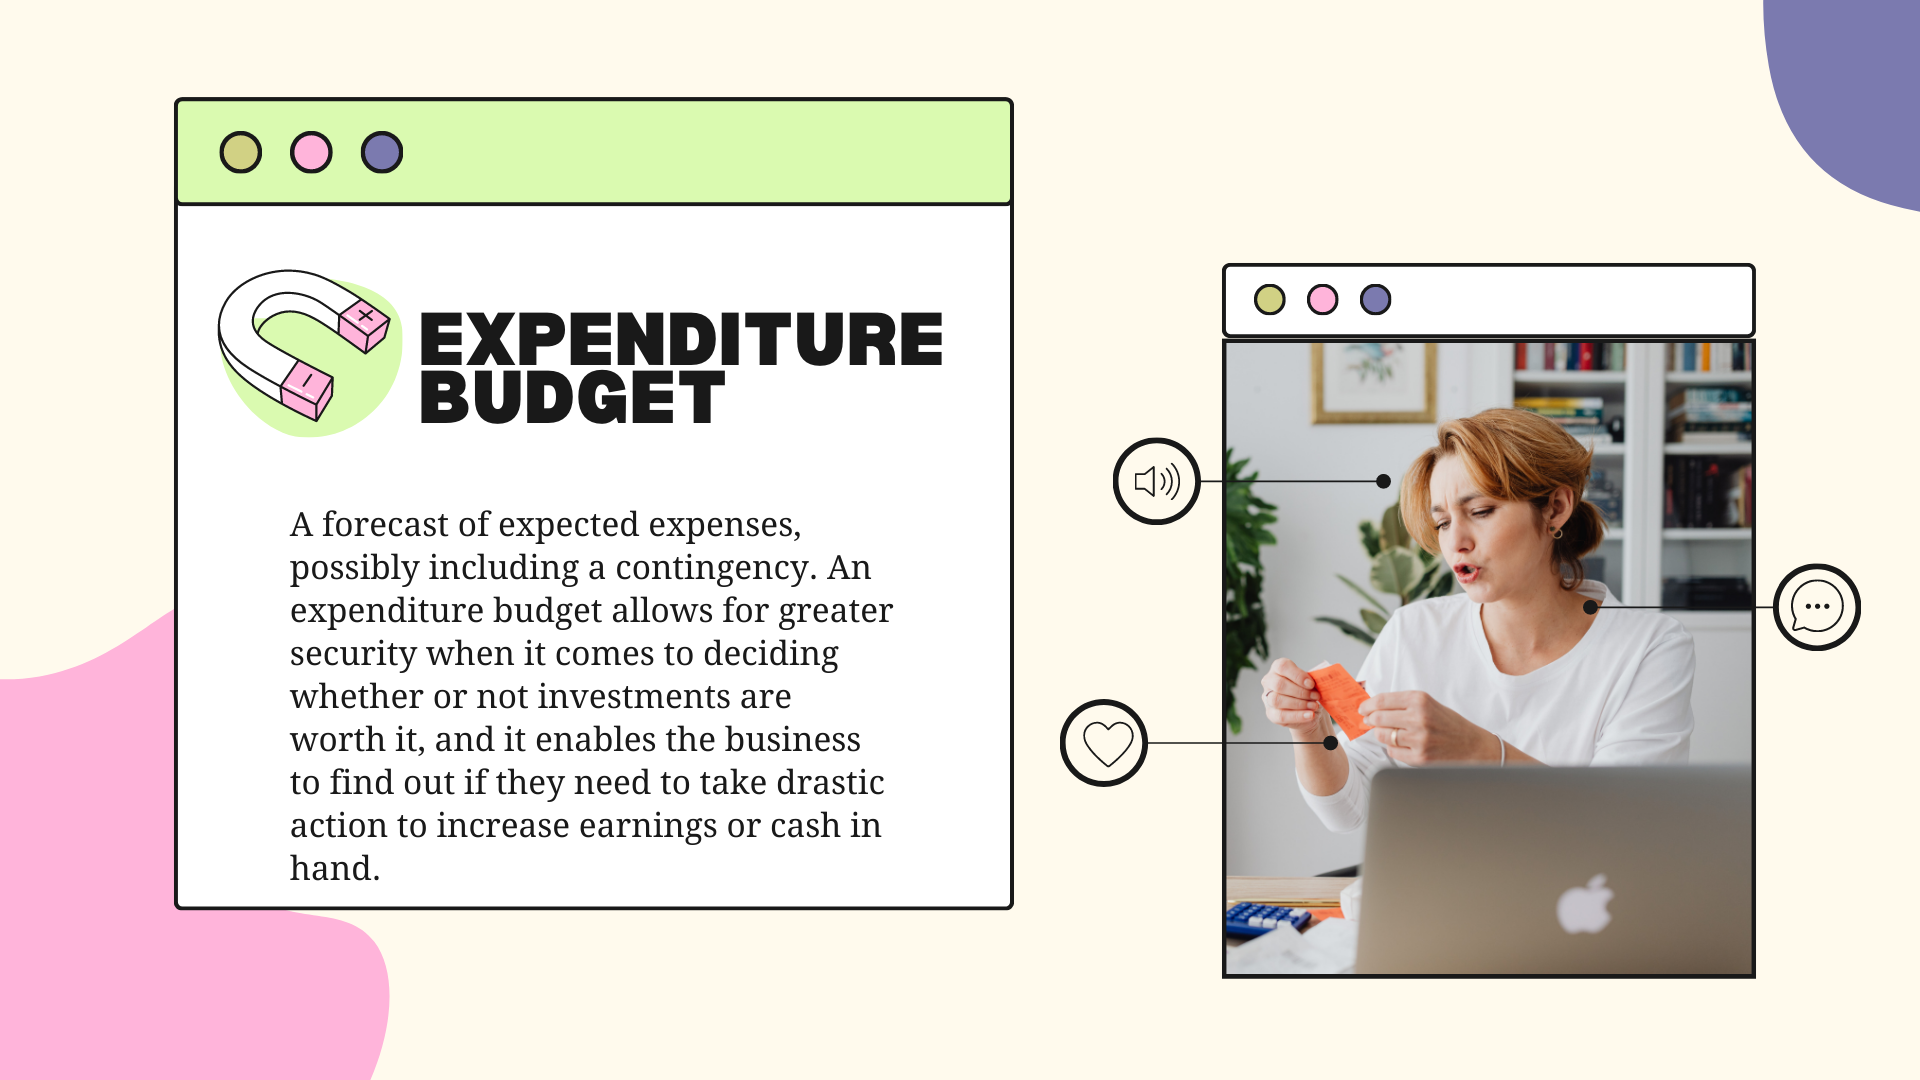 EXPENDITURE
BUDGET
A forecast of expected expenses,
possibly including a contingency. An
expenditure budget allows for greater
security when it comes to deciding
whether or not investments are
worth it, and it enables the business
to find out if they need to take drastic
action to increase earnings or cash in
hand.